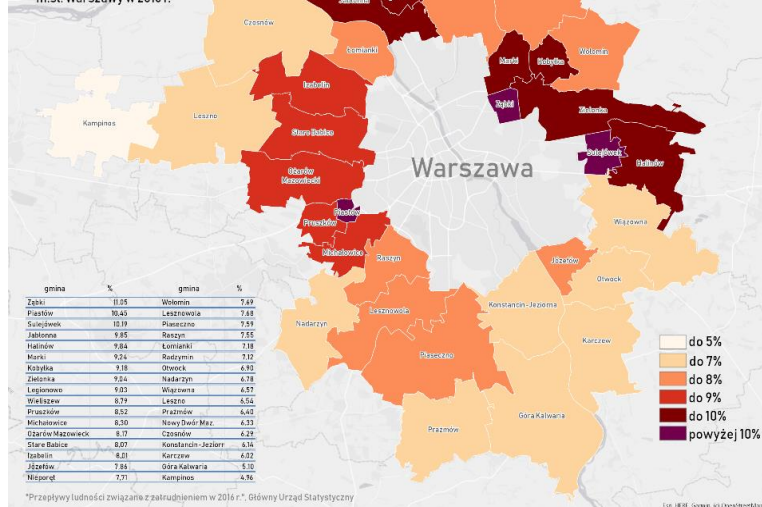 m.st. Warszawy w 2016 r.
Jabłonna
Czosnów
Łomianki
Marki
Kobyłka
Wołomin
Izabelin
Leszno
Kampinos
Ząbki
Zielonka
Stare Babice
Sulejówek
Halinów
Warszawa
Ożarów
Mazowiecki
Piastów
Pruszków
Wiązowna
Michałowice
Raszyn
Józefów
Otwock
Konstancin-Jeziorna
Lesznowola
Nadarzyn
Karczew
Piaseczno
Góra Kalwaria
Prażmów
gmina % gmina %
Ząbki 11,05 Wołomin 7,69
Piastów 10,45 Lesznowola 7,68
Sulejówek 10,19 Piaseczno 7,59
Jabłonna 9,85 Raszyn 7,55
Halinów 9,84 Łomianki 7,18
Marki 9,24 Radzymin 7,12
Kobyłka 9,18 Otwock 6,90
Zielonka 9,04 Nadarzyn 6,78
Legionowo 9,03 Wiązowna 6,57
Wieliszew 8,79 Leszno 6,54
Pruszków 8,52 Prażmów 6,40
Michałowice 8,30 Nowy Dwór Maz. 6,33
Ożarów Mazowieck 8,17 Czosnów 6,29
Stare Babice 8,07 Konstancin-Jeziorr 6,14
Izabelin 8,01 Karczew 6,02
Józefów 7,86 Góra Kalwaria 5,10
Nieporęt 7,71 Kampinos 4,96
do 5%
do 7%
do 8%
do 9%
do 10%
powyżej 10%
"Przepływy ludności związane z zatrudnieniem w 2016 r.", Główny Urząd Statystyczny